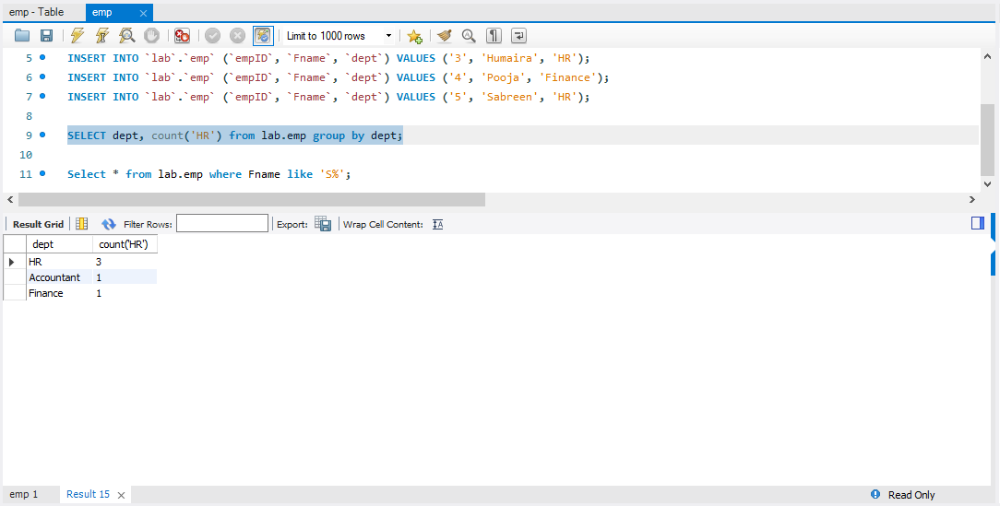 emp - Table emp
Limit to 1000 rows
5 INSERT INTO `lab`.`emp` (`empID`, `Fname`, `dept`) VALUES ('3', 'Humaira', 'HR');
6 INSERT INTO `lab`.`emp` (`empID`, `Fname`, `dept`) VALUES ('4', 'Pooja', 'Finance');
7 INSERT INTO `lab`.`emp` (`empID`, `Fname`, `dept`) VALUES ('5', 'Sabreen', 'HR');
8
9 SELECT dept, count('HR') from lab.emp group by dept;
10
11 Select * from lab.emp where Fname like 'S%';
Result Grid Filter Rows: Export: Wrap Cell Content:
dept count('HR')
HR 3
Accountant 1
Finance 1
emp 1 Result 15 Read Only